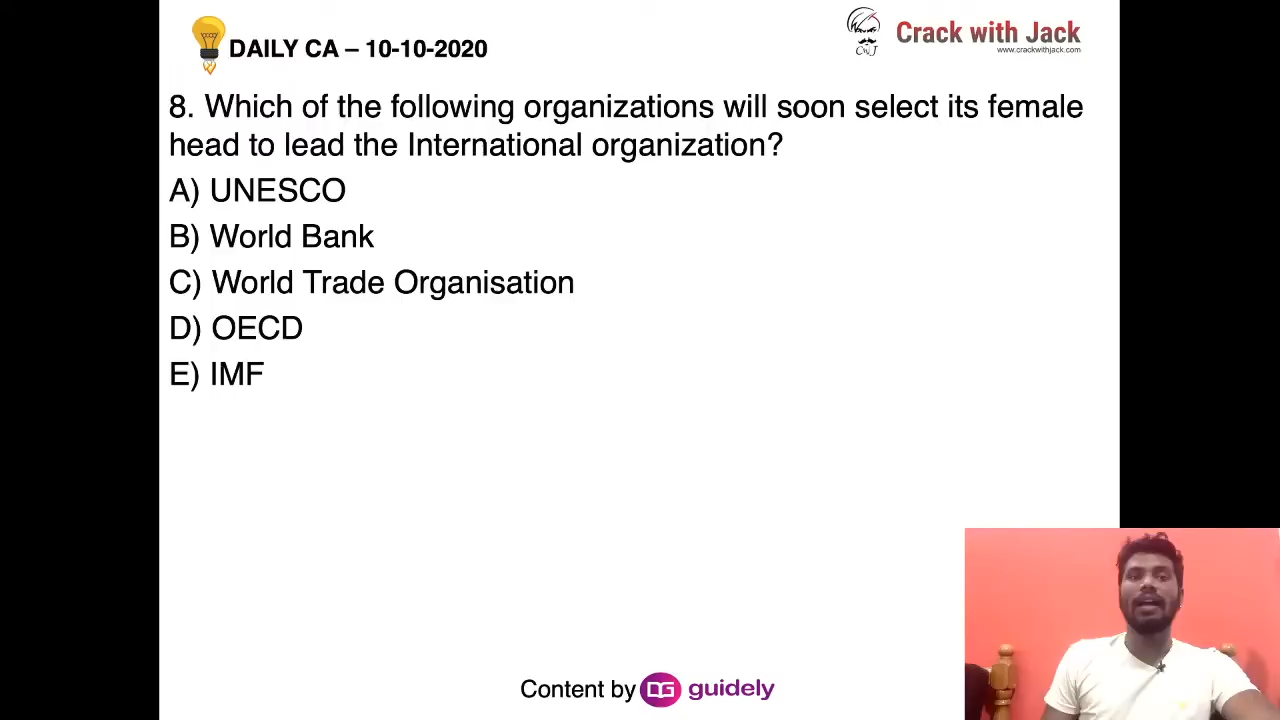 DAILY CA – 10-10-2020
Crack with Jack
www.crackwithjack.com
CwJ
8. Which of the following organizations will soon select its female
head to lead the International organization?
A) UNESCO
B) World Bank
C) World Trade Organisation
D) OECD
E) IMF
Content by DG guidely